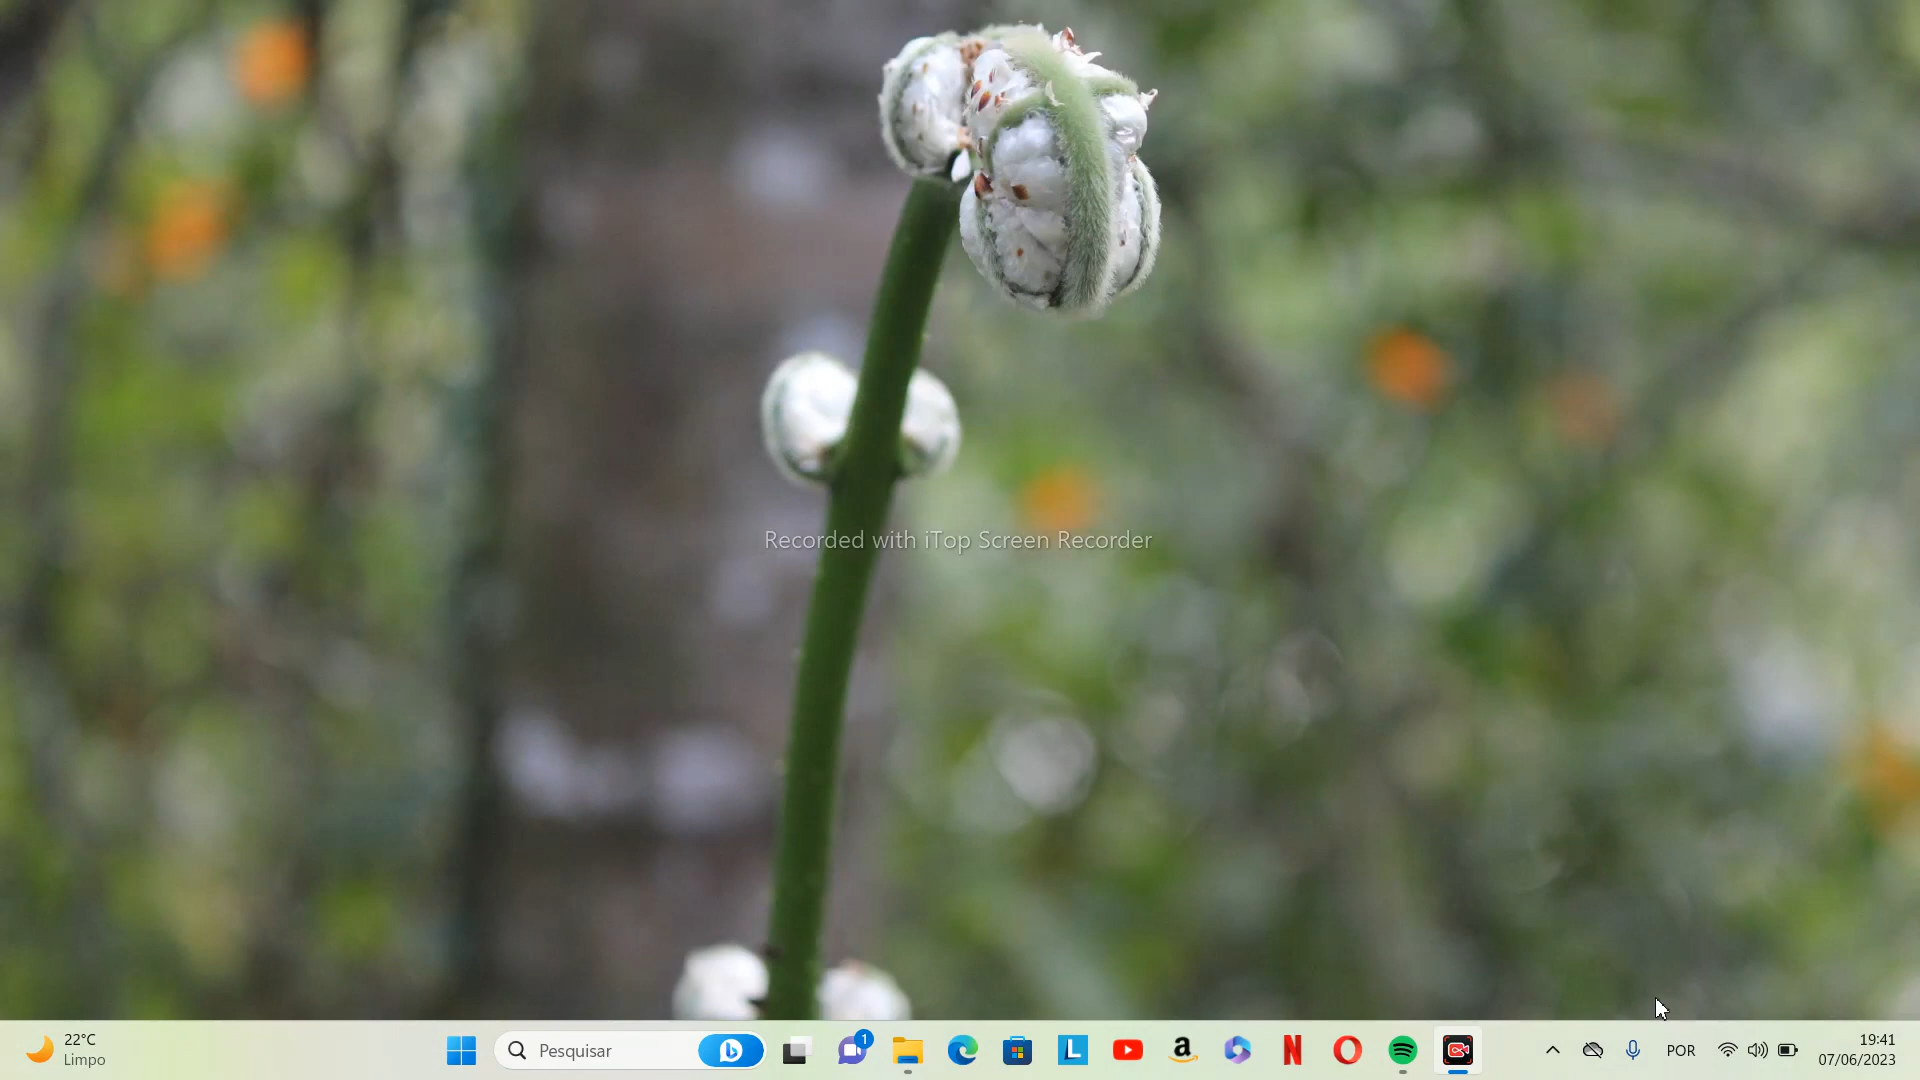 Recorded with iTop Screen Recorder
22°C
Limpo
Pesquisar
1
POR
19:41
07/06/2023